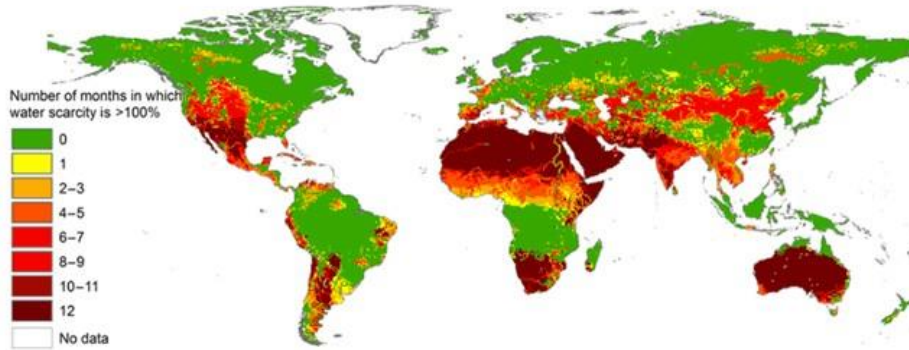 Number of months in which
water scarcity is >100%
0
1
2–3
4–5
6–7
8–9
10–11
12
No data